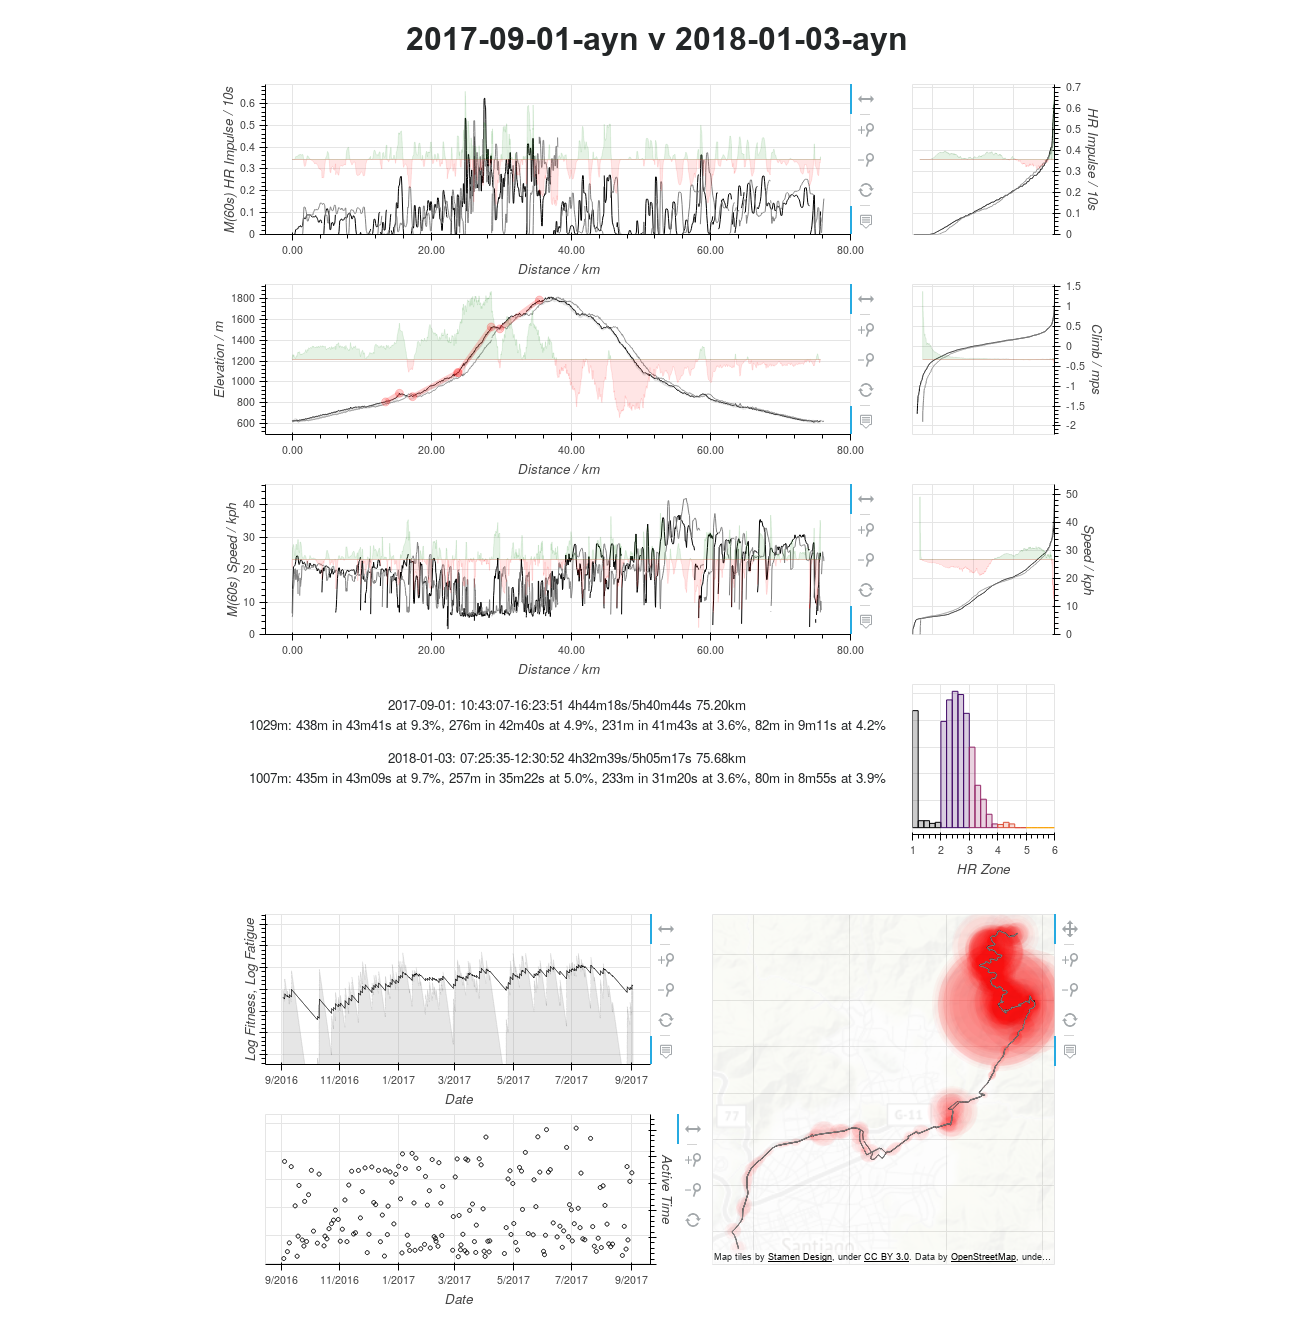 2017-09-01-ayn v 2018-01-03-ayn
M(60s) HR Impulse / 10s
0.6
0.5
0.4
0.3
0.2
0.1
0
0.00 20.00 40.00 60.00 80.00
Distance / km
0.7
0.6
0.5
0.4
0.3
0.2
0.1
0
HR Impulse / 10s
Elevation / m
1800
1600
1400
1200
1000
800
600
0.00 20.00 40.00 60.00 80.00
Distance / km
1.5
1
0.5
0
-0.5
-1
-1.5
-2
Climb / mps
M(60s) Speed / kph
40
30
20
10
0
0.00 20.00 40.00 60.00 80.00
Distance / km
50
40
30
20
10
0
Speed / kph
2017-09-01: 10:43:07-16:23:51 4h44m18s/5h40m44s 75.20km
1029m: 438m in 43m41s at 9.3%, 276m in 42m40s at 4.9%, 231m in 41m43s at 3.6%, 82m in 9m11s at 4.2%
2018-01-03: 07:25:35-12:30:52 4h32m39s/5h05m17s 75.68km
1007m: 435m in 43m09s at 9.7%, 257m in 35m22s at 5.0%, 233m in 31m20s at 3.6%, 80m in 8m55s at 3.9%
1 2 3 4 5 6
HR Zone
Log Fitness, Log Fatigue
9/2016 11/2016 1/2017 3/2017 5/2017 7/2017 9/2017
Date
Active Time
9/2016 11/2016 1/2017 3/2017 5/2017 7/2017 9/2017
Date
77
G-11
Santiago
Map tiles by Stamen Design, under CC BY 3.0. Data by OpenStreetMap, unde...